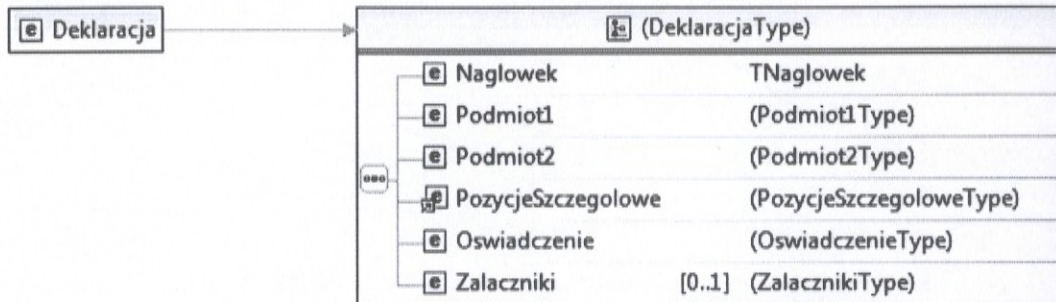 e Deklaracja
(DeklaracjaType)
e Naglowek TNaglowek
e Podmiot1 (Podmiot1Type)
e Podmiot2 (Podmiot2Type)
e PozycjeSzczegolowe (PozycjeSzczegoloweType)
e Oswiadczenie (OswiadczenieType)
e Zalaczniki [0..1] (ZalacznikiType)